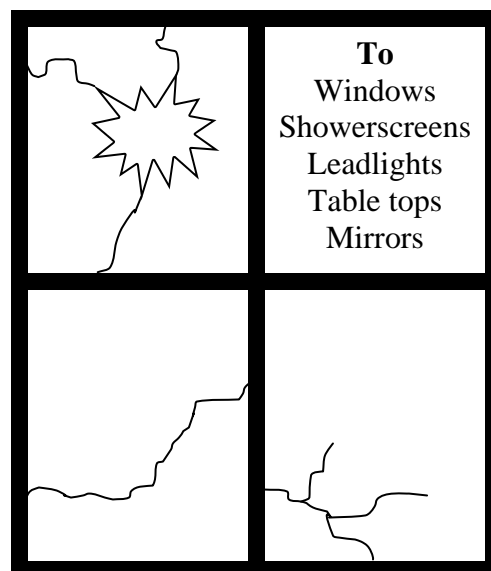 To
Windows
Showerscreens
Leadlights
Table tops
Mirrors